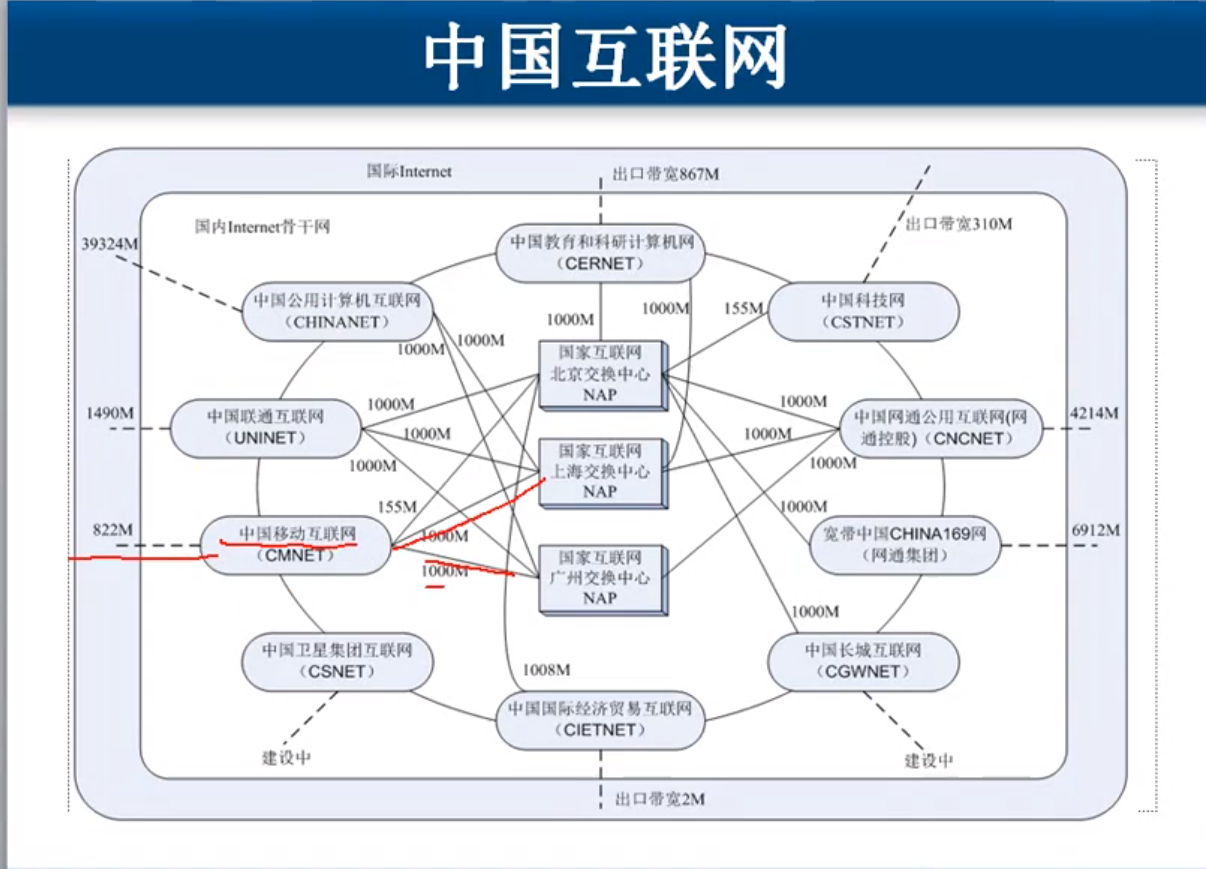 中国互联网
国际Internet
出口带宽867M
国内Internet骨干网
出口带宽310M
39324M
中国教育和科研计算机网
（CERNET）
中国公用计算机互联网
（CHINANET）
中国科技网
（CSTNET）
1000M
1000M
155M
1000M
1000M
国家互联网
北京交换中心
NAP
1490M
中国联通互联网
（UNINET）
1000M
1000M
1000M
1000M
1000M
1000M
中国网通公用互联网(网
通控股)（CNCNET）
4214M
国家互联网
上海交换中心
NAP
822M
中国移动互联网
（CMNET）
155M
1000M
1000M
1000M
宽带中国CHINA169网
（网通集团）
6912M
国家互联网
广州交换中心
NAP
1000M
中国卫星集团互联网
（CSNET）
1008M
中国长城互联网
（CGWNET）
中国国际经济贸易互联网
（CIETNET）
建设中
建设中
出口带宽2M